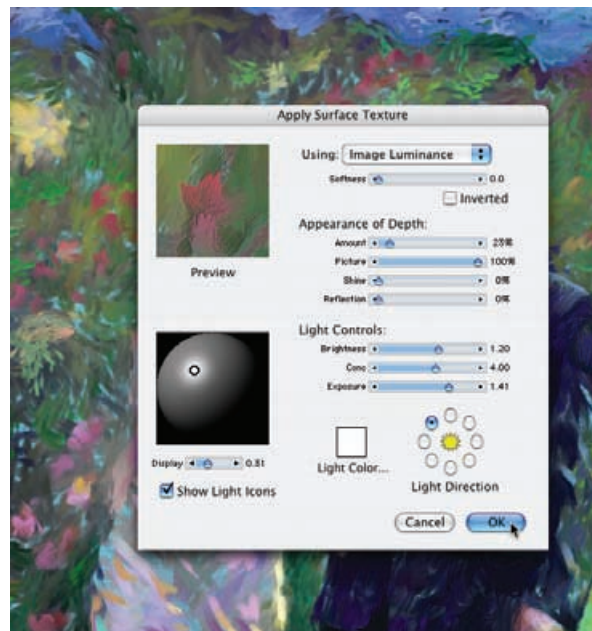 Apply Surface Texture
Using: Image Luminance
Softness 0.0
Inverted
Appearance of Depth:
Amount 23%
Picture 100%
Shine 0%
Reflection 0%
Preview
Light Controls:
Brightness 1.20
Conc 4.00
Exposure 1.41
Display 0.31
Show Light Icons
Light Color...
Light Direction
Cancel OK